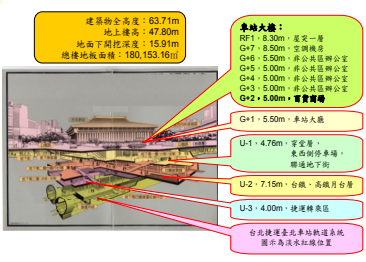 建築物全高度：63.71m
地上樓高：47.80m
地面下開挖深度：15.91m
總樓地板面積：180,153.16㎡
車站大樓：
RF1，8.30m，屋突一層
G+7，8.50m，空調機房
G+6，5.50m，非公共區辦公室
G+5，5.00m，非公共區辦公室
G+4，5.00m，非公共區辦公室
G+3，5.00m，非公共區辦公室
G+2，5.00m，百貨商場
G+1，5.50m，車站大廳
U-1，4.76m，穿堂層，
東西側停車場，
聯通地下街
U-2，7.15m，台鐵、高鐵月台層
U-3，4.00m，捷運轉乘區
台北捷運臺北車站軌道系統
圖示為淡水紅線位置